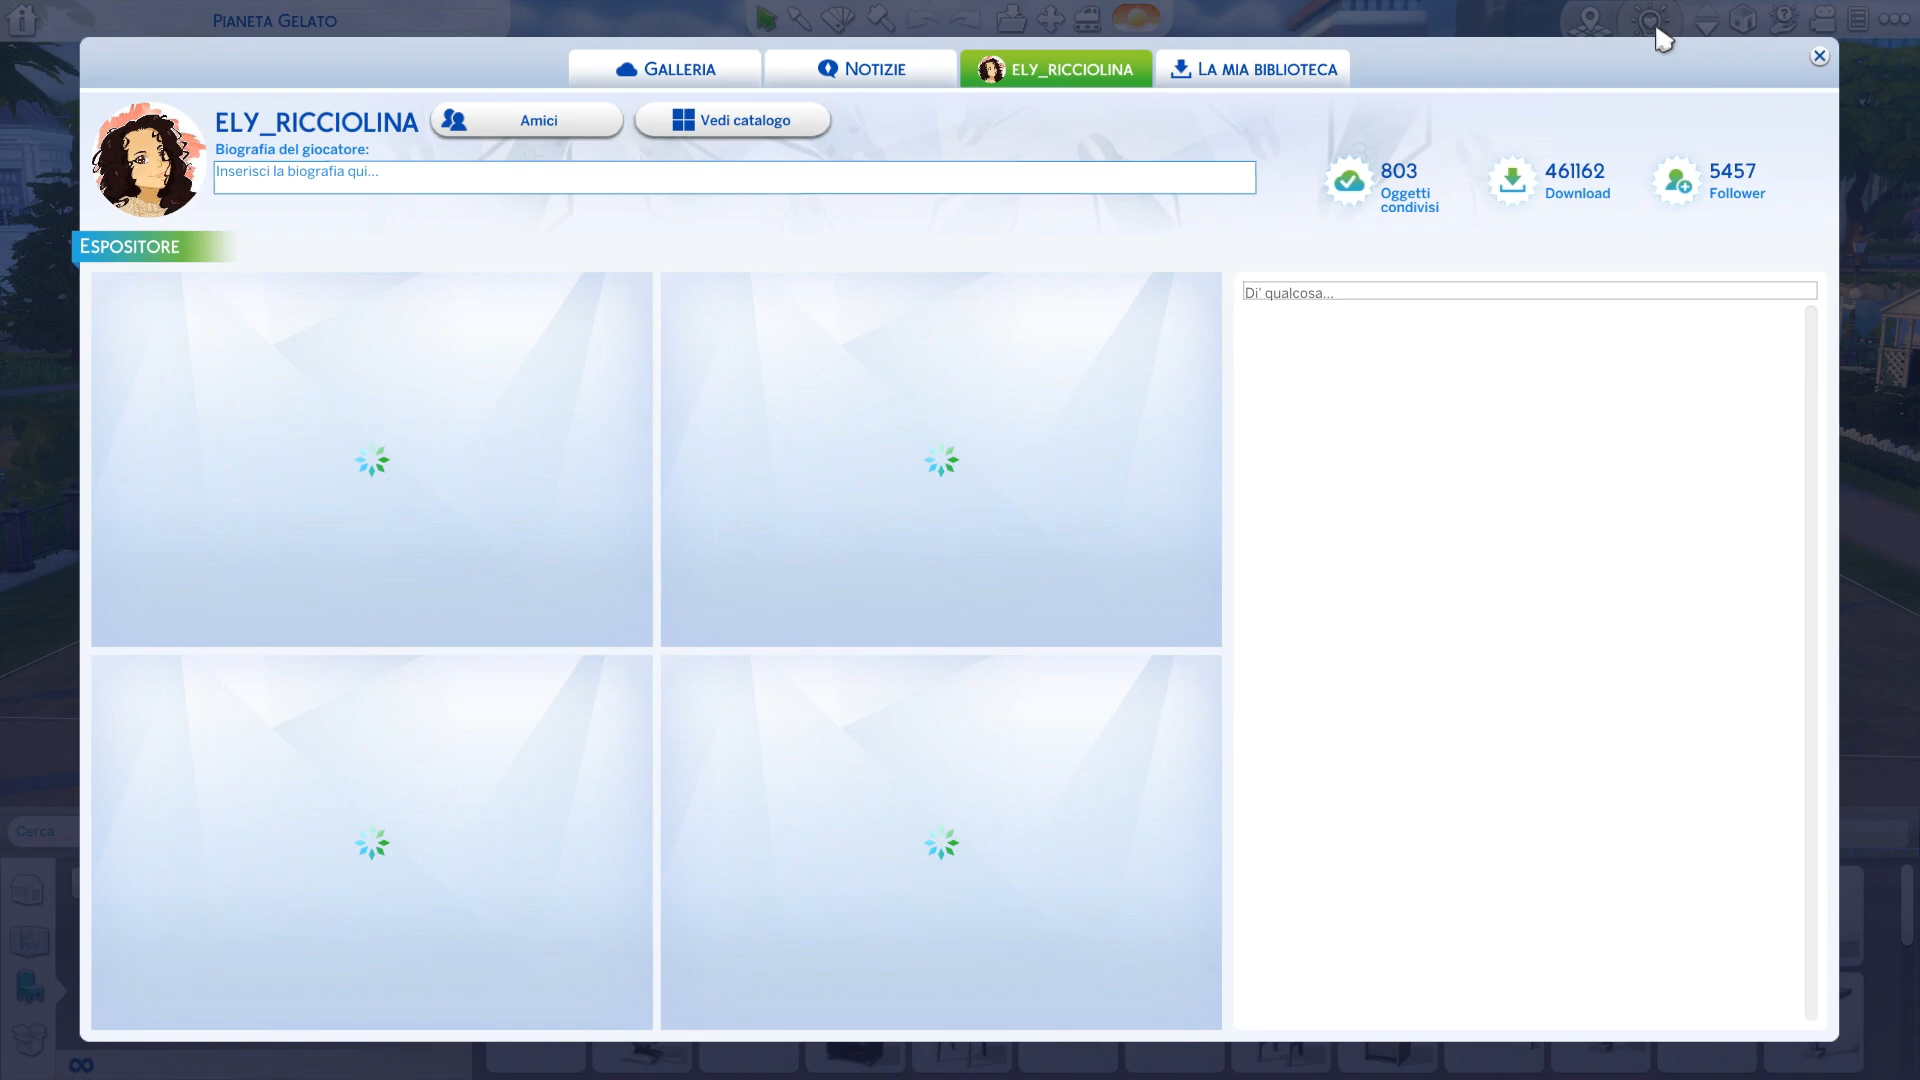 PIANETA GELATO
GALLERIA
NOTIZIE
ELY_RICCIOLINA
LA MIA BIBLIOTECA
ELY_RICCIOLINA
Amici
Vedi catalogo
Biografia del giocatore:
Inserisci la biografia qui...
803
Oggetti
condivisi
461162
Download
5457
Follower
ESPOSITORE
Di' qualcosa...
Cerca